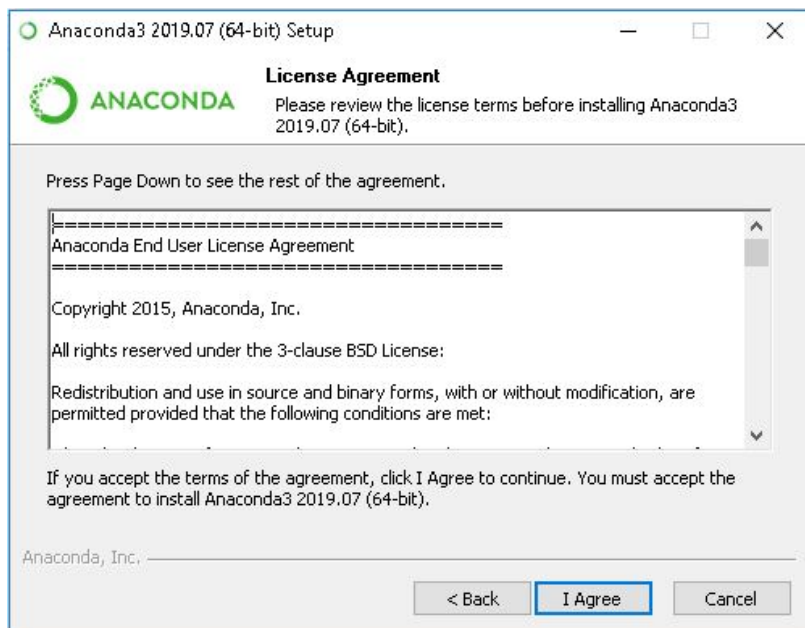 Anaconda3 2019.07 (64-bit) Setup
ANACONDA
License Agreement
Please review the license terms before installing Anaconda3
2019.07 (64-bit).
Press Page Down to see the rest of the agreement.
===================================
Anaconda End User License Agreement
===================================
Copyright 2015, Anaconda, Inc.
All rights reserved under the 3-clause BSD License:
Redistribution and use in source and binary forms, with or without modification, are
permitted provided that the following conditions are met:
If you accept the terms of the agreement, click I Agree to continue. You must accept the
agreement to install Anaconda3 2019.07 (64-bit).
Anaconda, Inc.
< Back
I Agree
Cancel